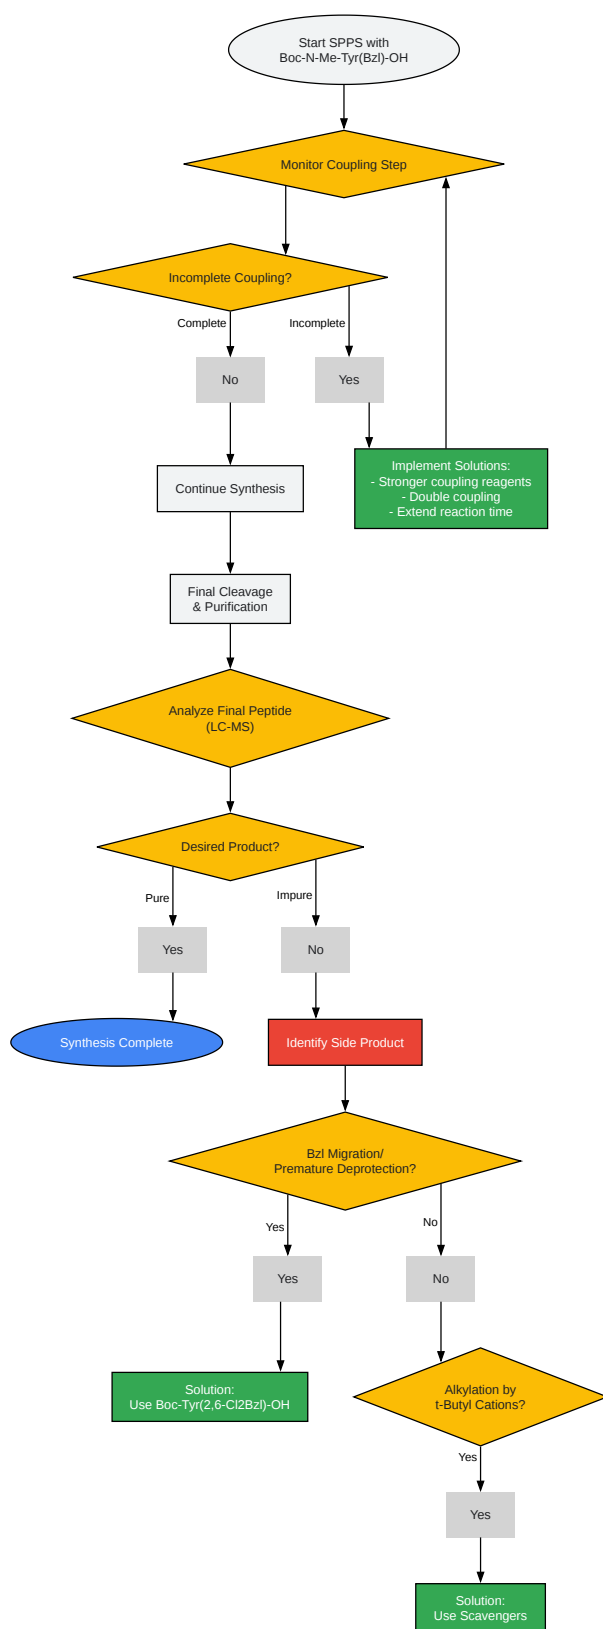 Start SPPS with
Boc-N-Me-Tyr(Bzl)-OH
Monitor Coupling Step
Incomplete Coupling?
Complete
Incomplete
No
Yes
Implement Solutions:
- Stronger coupling reagents
- Double coupling
- Extend reaction time
Continue Synthesis
Final Cleavage
& Purification
Analyze Final Peptide
(LC-MS)
Desired Product?
Pure
Impure
Yes
No
Synthesis Complete
Identify Side Product
Bzl Migration/
Premature Deprotection?
Yes
No
Yes
No
Solution:
Use Boc-Tyr(2,6-Cl2Bzl)-OH
Alkylation by
t-Butyl Cations?
Yes
Yes
Solution:
Use Scavengers